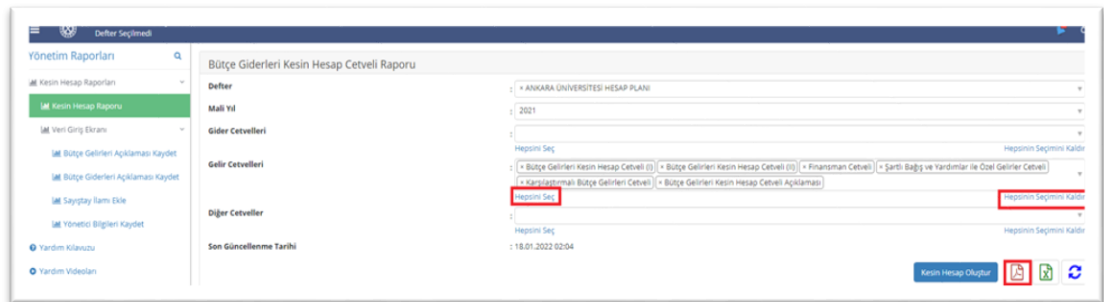 Defter Seçilmedi
Yönetim Raporları
Bütçe Giderleri Kesin Hesap Cetveli Raporu
Kesin Hesap Raporları
Defter
: × ANKARA ÜNİVERSİTESİ HESAP PLANI
Kesin Hesap Raporu
Mali Yıl
: 2021
Veri Giriş Ekranı
Gider Cetvelleri
:
Hepsini Seç Hepsinin Seçimini Kaldır
Bütçe Gelirleri Açıklaması Kaydet
Gelir Cetvelleri
: × Bütçe Gelirleri Kesin Hesap Cetveli (I) × Bütçe Gelirleri Kesin Hesap Cetveli (II) × Finansman Cetveli × Şartlı Bağış ve Yardımlar ile Özel Gelirler Cetveli
Bütçe Giderleri Açıklaması Kaydet
× Karşılaştırmalı Bütçe Gelirleri Cetveli × Bütçe Gelirleri Kesin Hesap Cetveli Açıklaması
Sayıştay İlamı Ekle
Hepsini Seç Hepsinin Seçimini Kaldır
Diğer Cetveller
:
Yönetici Bilgileri Kaydet
Hepsini Seç Hepsinin Seçimini Kaldır
Yardım Kılavuzu
Son Güncellenme Tarihi
: 18.01.2022 02:04
Yardım Videoları
Kesin Hesap Oluştur